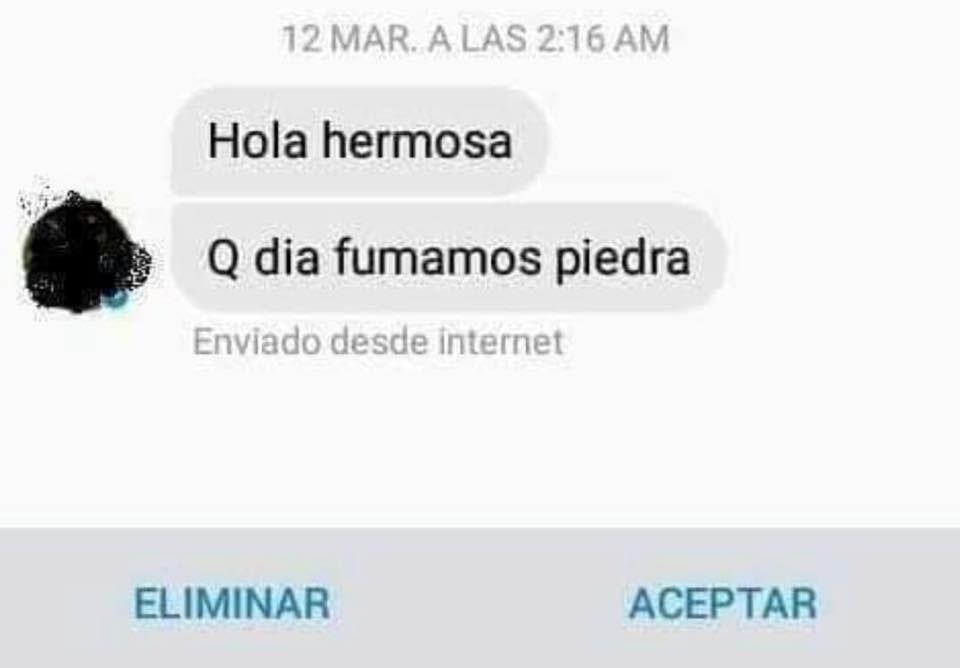 12 MAR. A LAS 2:16 AM
Hola hermosa
Q dia fumamos piedra
Enviado desde internet
ELIMINAR
ACEPTAR